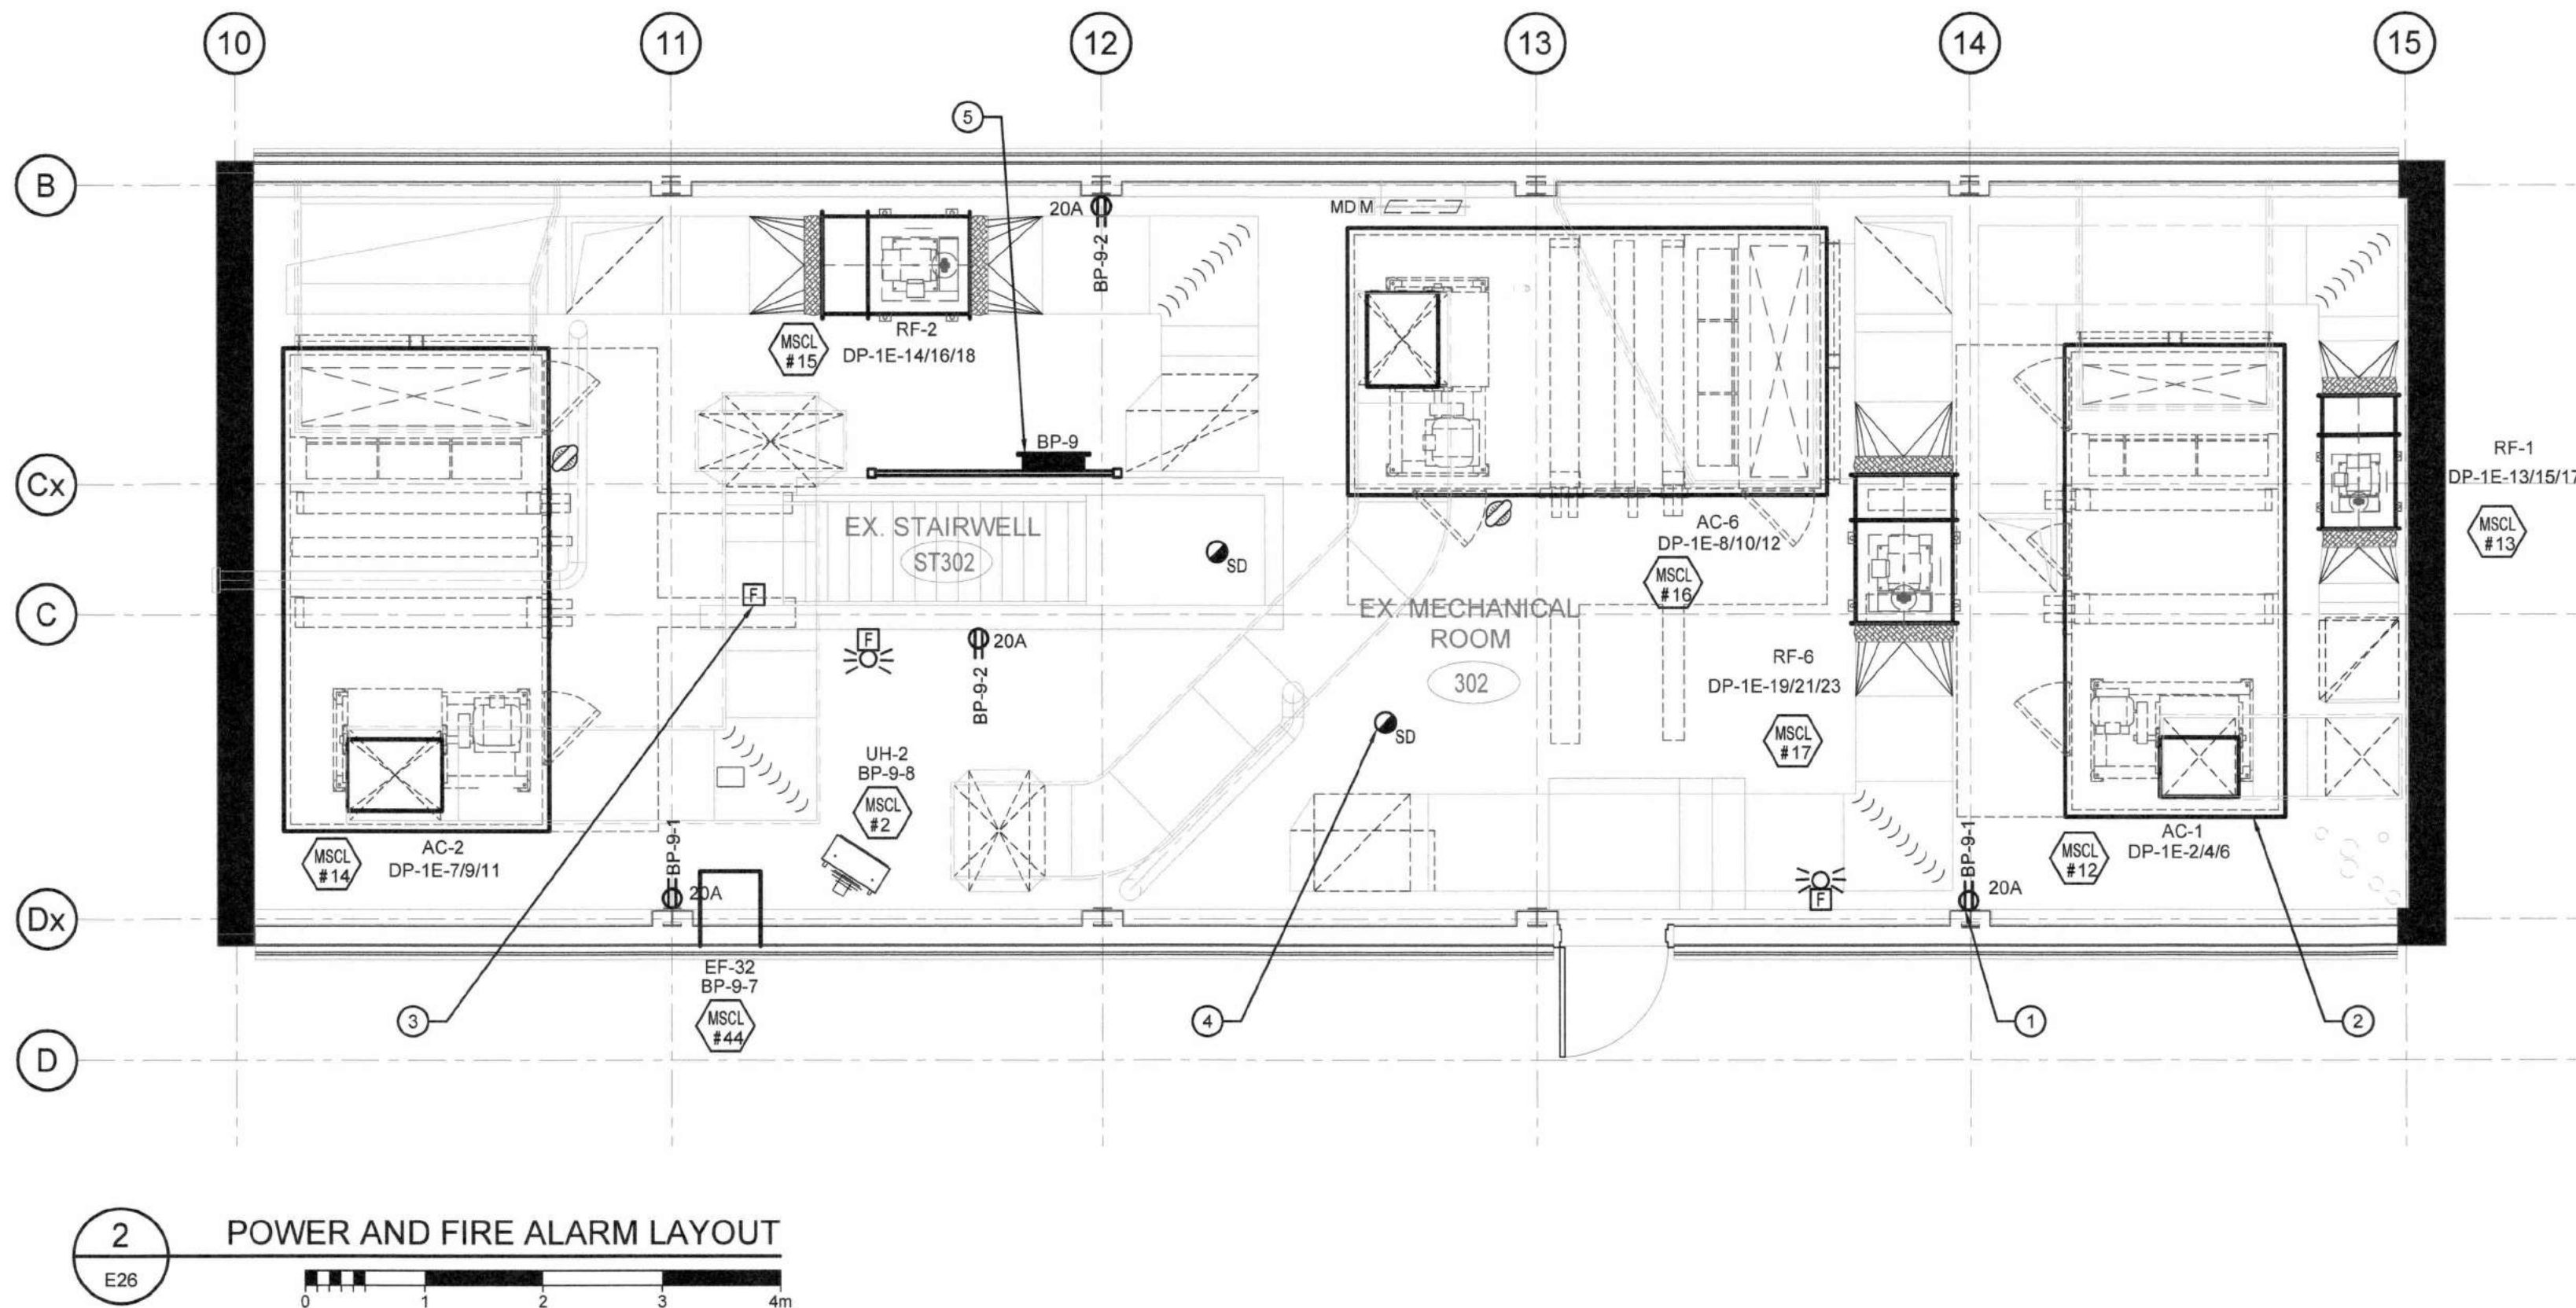 10
11
12
13
14
15
5
B
20A
BP-9-2
MD M
MSCL
#15
RF-2
DP-1E-14/16/18
BP-9
Cx
RF-1
DP-1E-13/15/17
MSCL
#13
EX. STAIRWELL
ST302
SD
AC-6
DP-1E-8/10/12
MSCL
#16
F
C
EX. MECHANICAL
ROOM
302
F
20A
BP-9-2
RF-6
DP-1E-19/21/23
MSCL
#17
SD
UH-2
BP-9-8
MSCL
#2
AC-2
DP-1E-7/9/11
MSCL
#14
BP-9-1
20A
AC-1
DP-1E-2/4/6
MSCL
#12
BP-9-1
20A
F
Dx
EF-32
BP-9-7
MSCL
#44
3
4
1
2
D
2
E26
POWER AND FIRE ALARM LAYOUT
0 1 2 3 4m